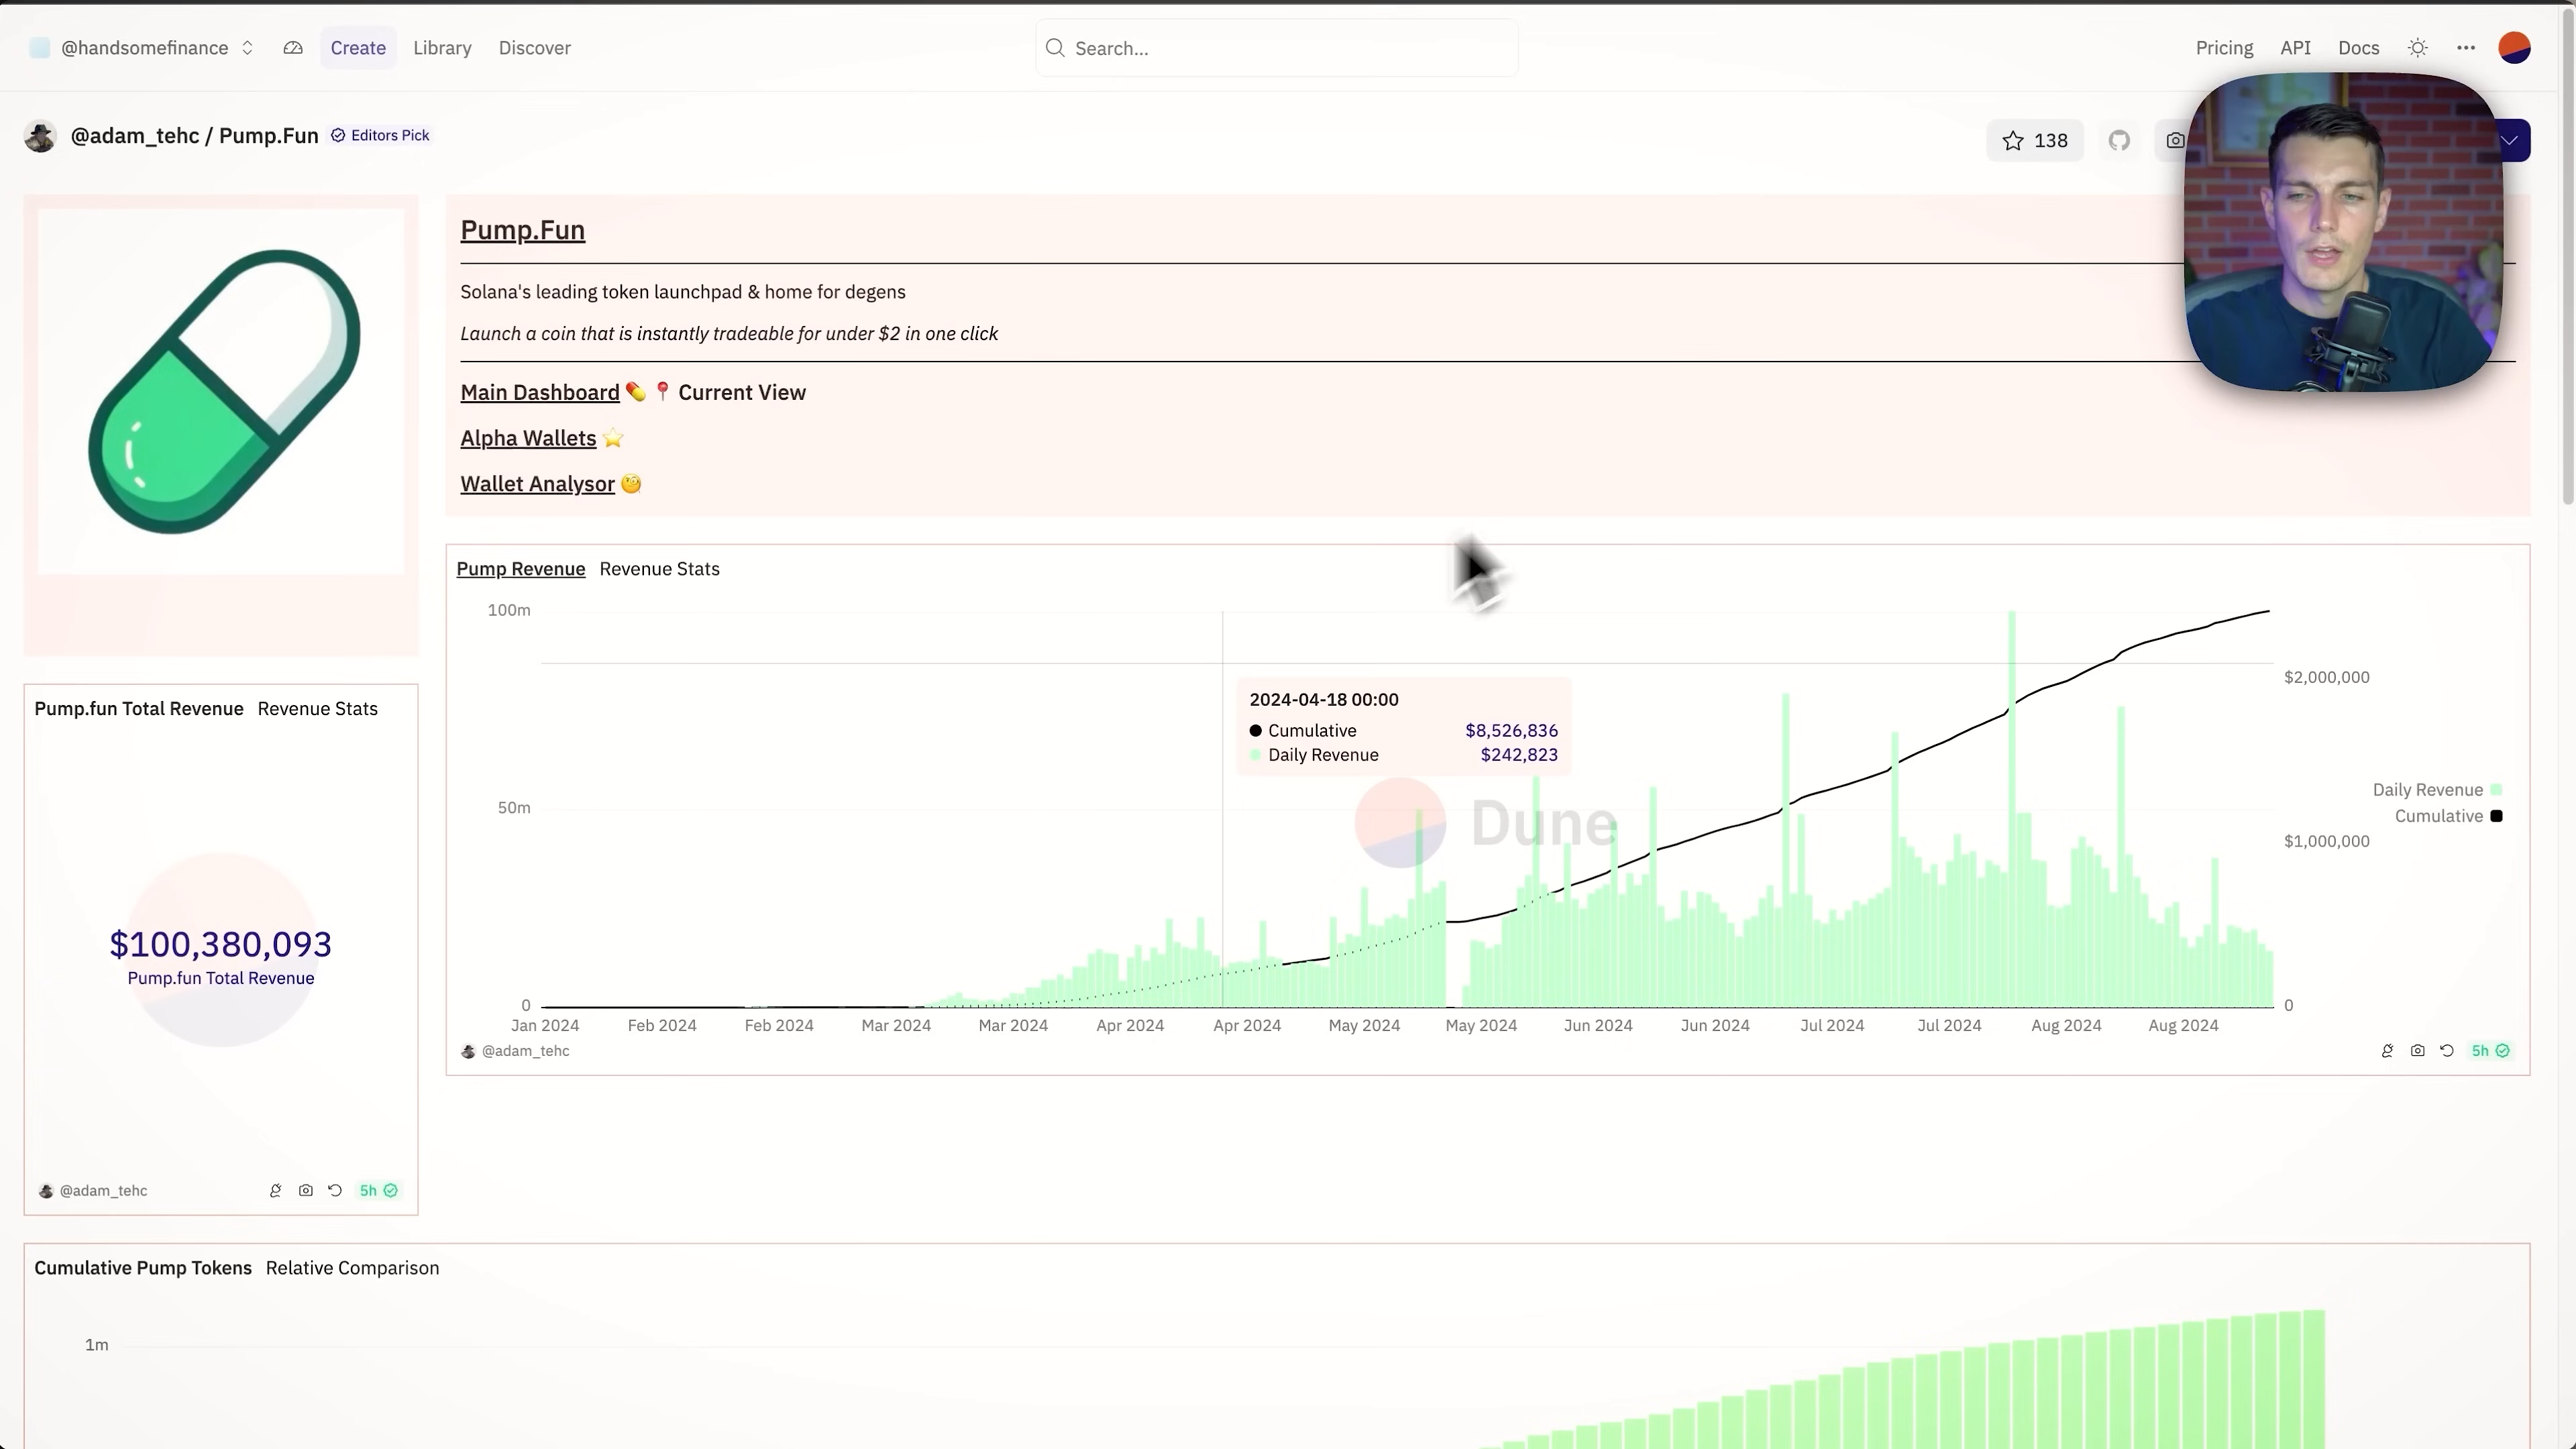 @handsomefinance Create Library Discover Search... Pricing API Docs
@adam_tehc / Pump.Fun Editors Pick 138
Pump.Fun
Solana's leading token launchpad & home for degens
Launch a coin that is instantly tradeable for under $2 in one click
Main Dashboard 💊 📍 Current View
Alpha Wallets ⭐
Wallet Analysor 🧐
Pump Revenue Revenue Stats
100m
50m
0
$2,000,000
$1,000,000
0
2024-04-18 00:00
Cumulative $8,526,836
Daily Revenue $242,823
Dune
Daily Revenue
Cumulative
Jan 2024 Feb 2024 Feb 2024 Mar 2024 Mar 2024 Apr 2024 Apr 2024 May 2024 May 2024 Jun 2024 Jun 2024 Jul 2024 Jul 2024 Aug 2024 Aug 2024
@adam_tehc 5h
Pump.fun Total Revenue Revenue Stats
$100,380,093
Pump.fun Total Revenue
@adam_tehc 5h
Cumulative Pump Tokens Relative Comparison
1m